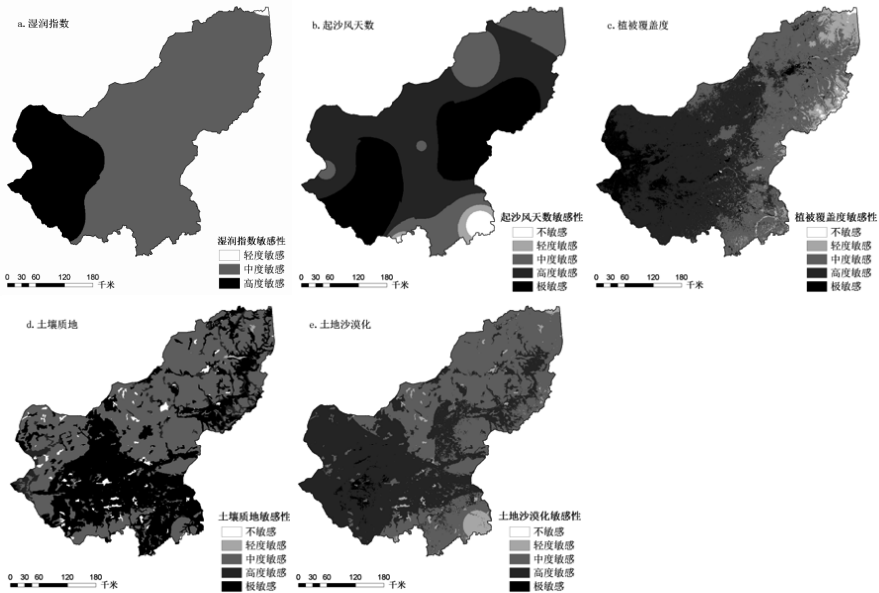 a. 湿润指数
湿润指数敏感性
轻度敏感
中度敏感
高度敏感
0 30 60 120 180
千米
b. 起沙风天数
起沙风天数敏感性
不敏感
轻度敏感
中度敏感
高度敏感
极敏感
0 30 60 120 180
千米
c. 植被覆盖度
植被覆盖度敏感性
不敏感
轻度敏感
中度敏感
高度敏感
极敏感
0 30 60 120 180
千米
d. 土壤质地
土壤质地敏感性
不敏感
轻度敏感
中度敏感
高度敏感
极敏感
0 30 60 120 180
千米
e. 土地沙漠化
土地沙漠化敏感性
不敏感
轻度敏感
中度敏感
高度敏感
极敏感
0 30 60 120 180
千米